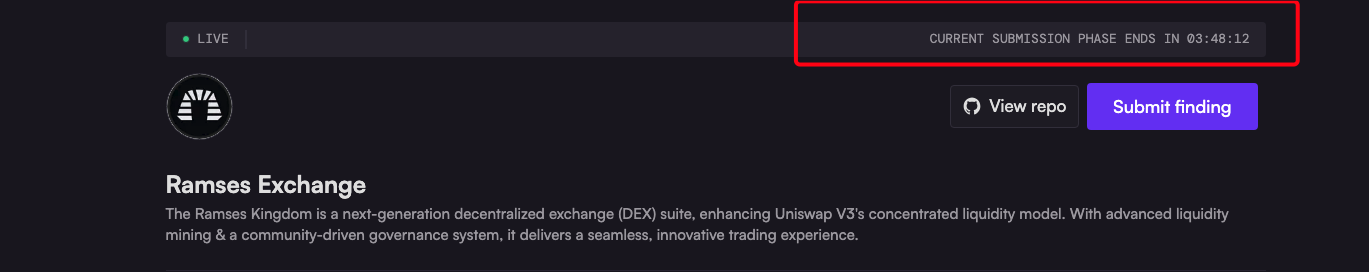 LIVE
CURRENT SUBMISSION PHASE ENDS IN 03:48:12
View repo
Submit finding
Ramses Exchange
The Ramses Kingdom is a next-generation decentralized exchange (DEX) suite, enhancing Uniswap V3's concentrated liquidity model. With advanced liquidity
mining & a community-driven governance system, it delivers a seamless, innovative trading experience.